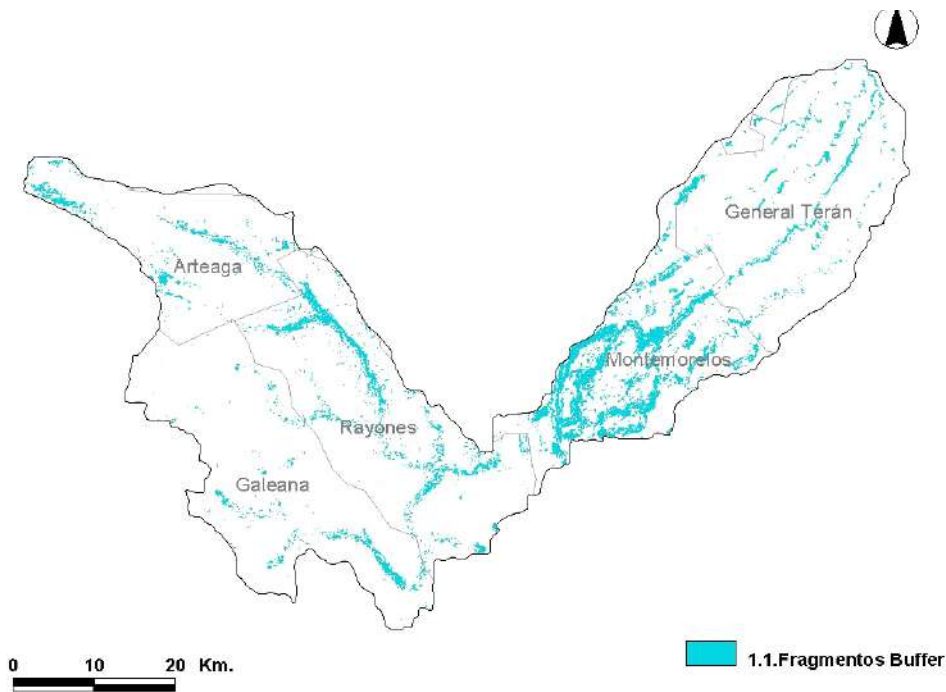 General Terán
Arteaga
Montemorelos
Rayones
Galeana
0 10 20 Km.
1.1.Fragmentos Buffer